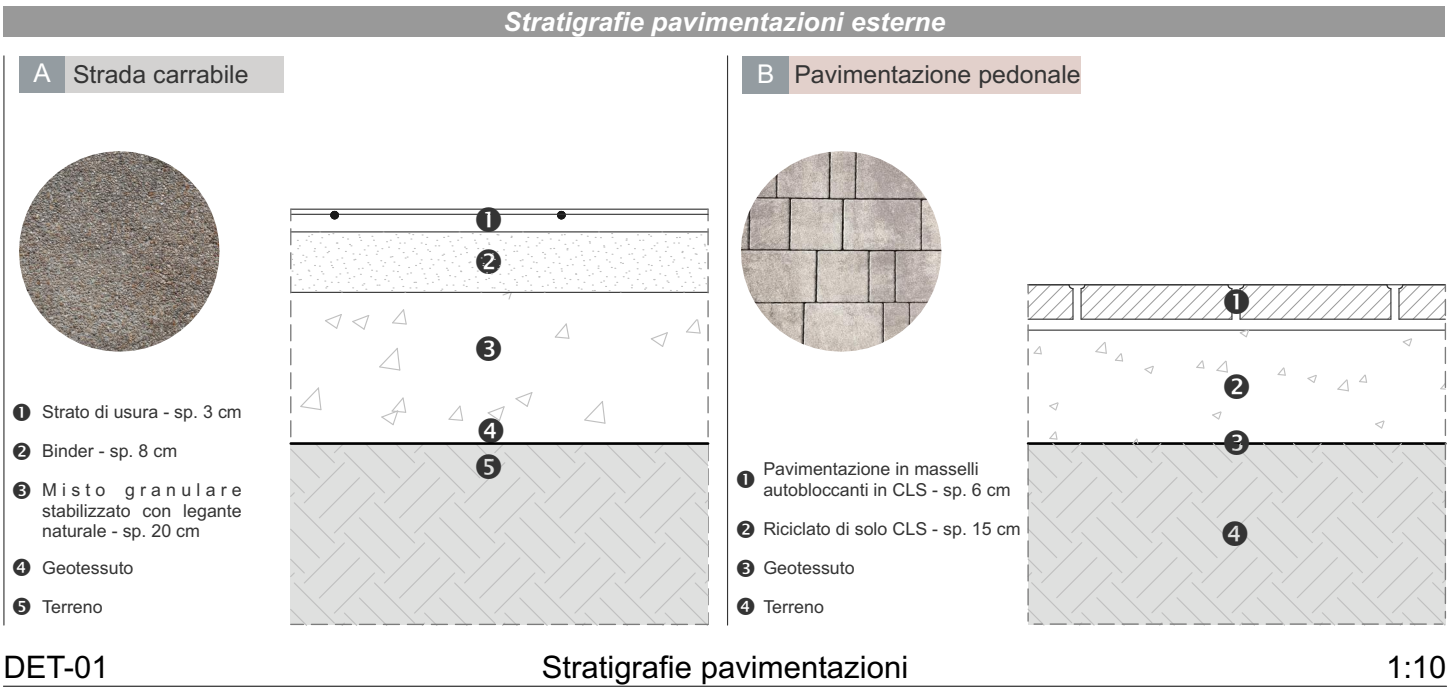 Stratigrafie pavimentazioni esterne
A Strada carrabile
1 Strato di usura - sp. 3 cm
2 Binder - sp. 8 cm
3 Misto granulare
stabilizzato con legante
naturale - sp. 20 cm
4 Geotessuto
5 Terreno
1
2
3
4
5
B Pavimentazione pedonale
1 Pavimentazione in masselli
autobloccanti in CLS - sp. 6 cm
2 Riciclato di solo CLS - sp. 15 cm
3 Geotessuto
4 Terreno
1
2
3
4
DET-01 Stratigrafie pavimentazioni 1:10